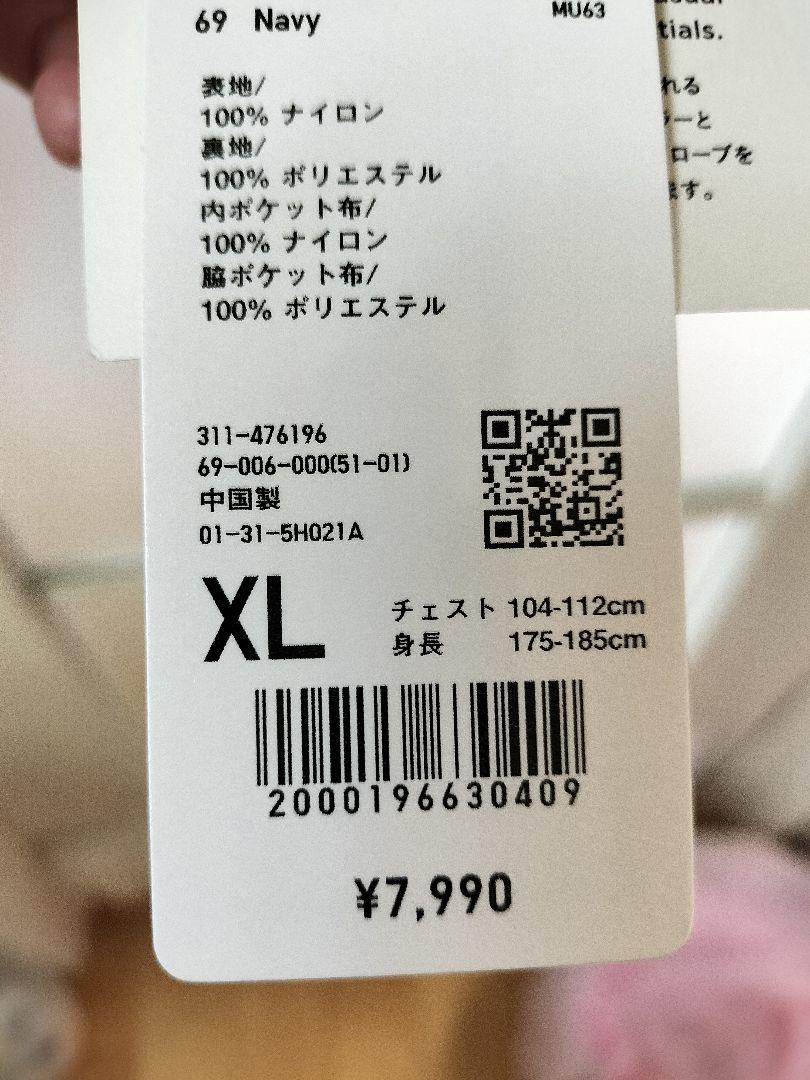 69 Navy
MU63
表地/
100% ナイロン
裏地/
100% ポリエステル
内ポケット布/
100% ナイロン
脇ポケット布/
100% ポリエステル
311-476196
69-006-000(51-01)
中国製
01-31-5H021A
XL
チェスト 104-112cm
身長 175-185cm
2000196630409
¥7,990
tials.
れる
ーと
ローブを
ます。